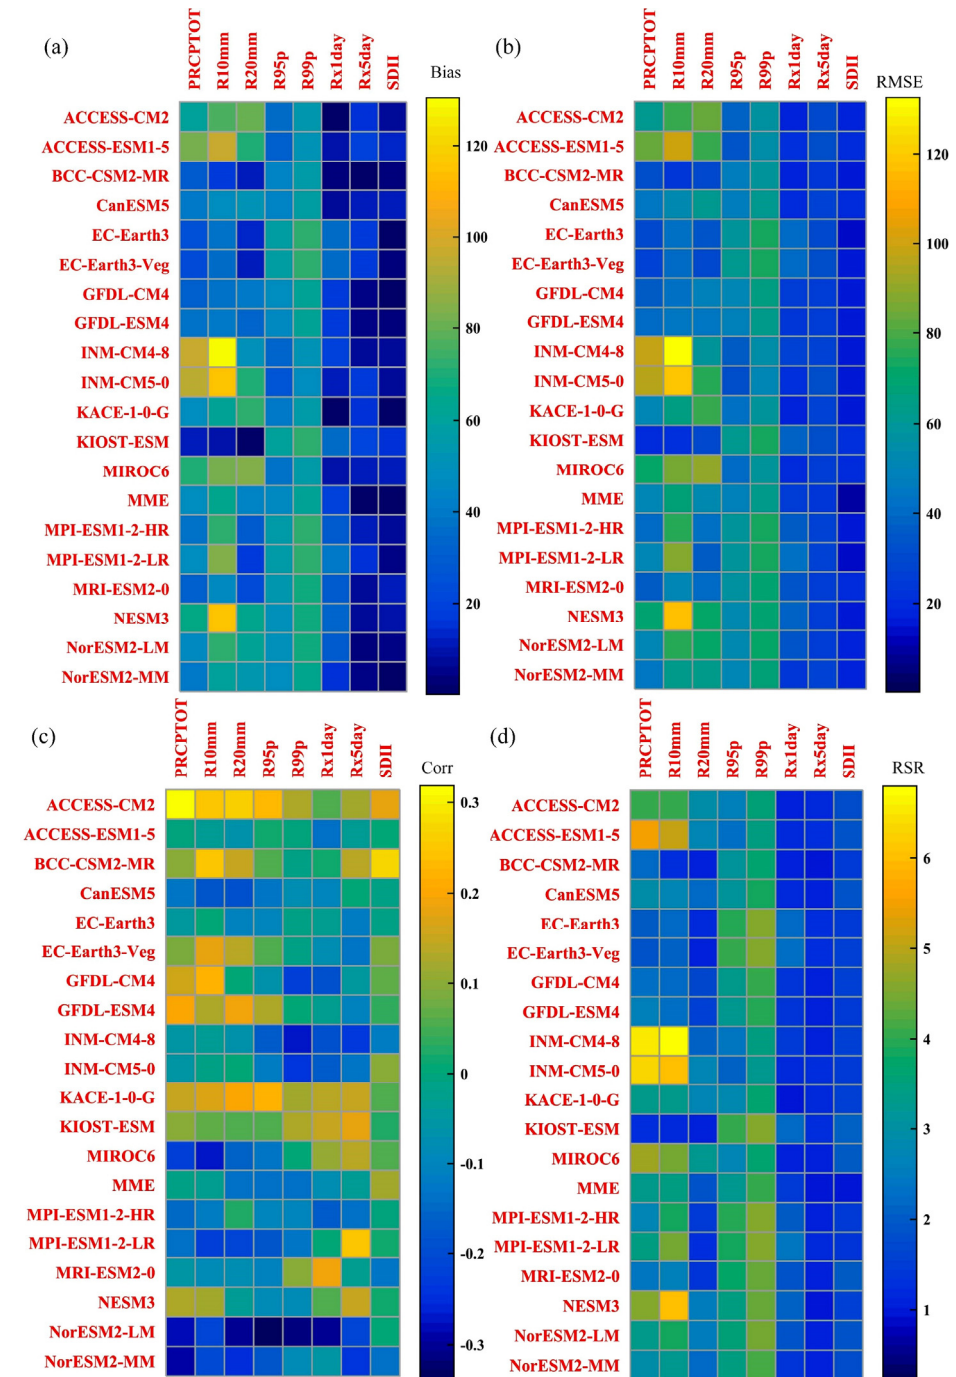 (a)
PRCPTOT R10mm R20mm R95p R99p Rx1day Rx5day SDII
Bias
ACCESS-CM2
ACCESS-ESM1-5
BCC-CSM2-MR
CanESM5
EC-Earth3
EC-Earth3-Veg
GFDL-CM4
GFDL-ESM4
INM-CM4-8
INM-CM5-0
KACE-1-0-G
KIOST-ESM
MIROC6
MME
MPI-ESM1-2-HR
MPI-ESM1-2-LR
MRI-ESM2-0
NESM3
NorESM2-LM
NorESM2-MM
120
100
80
60
40
20
(b)
PRCPTOT R10mm R20mm R95p R99p Rx1day Rx5day SDII
RMSE
ACCESS-CM2
ACCESS-ESM1-5
BCC-CSM2-MR
CanESM5
EC-Earth3
EC-Earth3-Veg
GFDL-CM4
GFDL-ESM4
INM-CM4-8
INM-CM5-0
KACE-1-0-G
KIOST-ESM
MIROC6
MME
MPI-ESM1-2-HR
MPI-ESM1-2-LR
MRI-ESM2-0
NESM3
NorESM2-LM
NorESM2-MM
120
100
80
60
40
20
(c)
PRCPTOT R10mm R20mm R95p R99p Rx1day Rx5day SDII
Corr
ACCESS-CM2
ACCESS-ESM1-5
BCC-CSM2-MR
CanESM5
EC-Earth3
EC-Earth3-Veg
GFDL-CM4
GFDL-ESM4
INM-CM4-8
INM-CM5-0
KACE-1-0-G
KIOST-ESM
MIROC6
MME
MPI-ESM1-2-HR
MPI-ESM1-2-LR
MRI-ESM2-0
NESM3
NorESM2-LM
NorESM2-MM
0.3
0.2
0.1
0
-0.1
-0.2
-0.3
(d)
PRCPTOT R10mm R20mm R95p R99p Rx1day Rx5day SDII
RSR
ACCESS-CM2
ACCESS-ESM1-5
BCC-CSM2-MR
CanESM5
EC-Earth3
EC-Earth3-Veg
GFDL-CM4
GFDL-ESM4
INM-CM4-8
INM-CM5-0
KACE-1-0-G
KIOST-ESM
MIROC6
MME
MPI-ESM1-2-HR
MPI-ESM1-2-LR
MRI-ESM2-0
NESM3
NorESM2-LM
NorESM2-MM
6
5
4
3
2
1